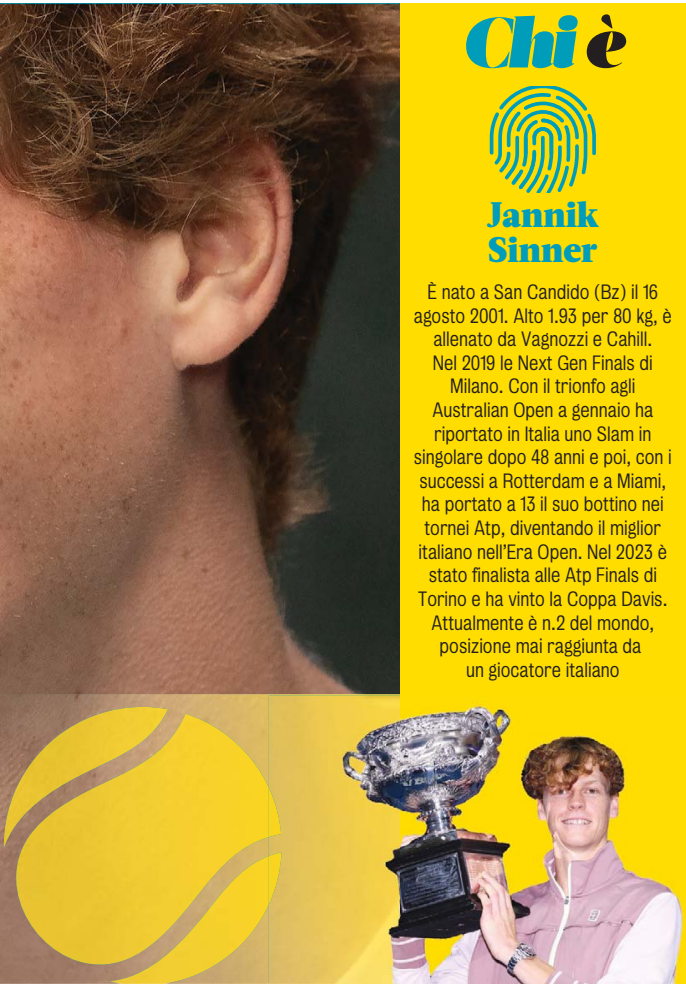 Chi è
Jannik
Sinner
È nato a San Candido (Bz) il 16
agosto 2001. Alto 1.93 per 80 kg, è
allenato da Vagnozzi e Cahill.
Nel 2019 le Next Gen Finals di
Milano. Con il trionfo agli
Australian Open a gennaio ha
riportato in Italia uno Slam in
singolare dopo 48 anni e poi, con i
successi a Rotterdam e a Miami,
ha portato a 13 il suo bottino nei
tornei Atp, diventando il miglior
italiano nell'Era Open. Nel 2023 è
stato finalista alle Atp Finals di
Torino e ha vinto la Coppa Davis.
Attualmente è n.2 del mondo,
posizione mai raggiunta da
un giocatore italiano